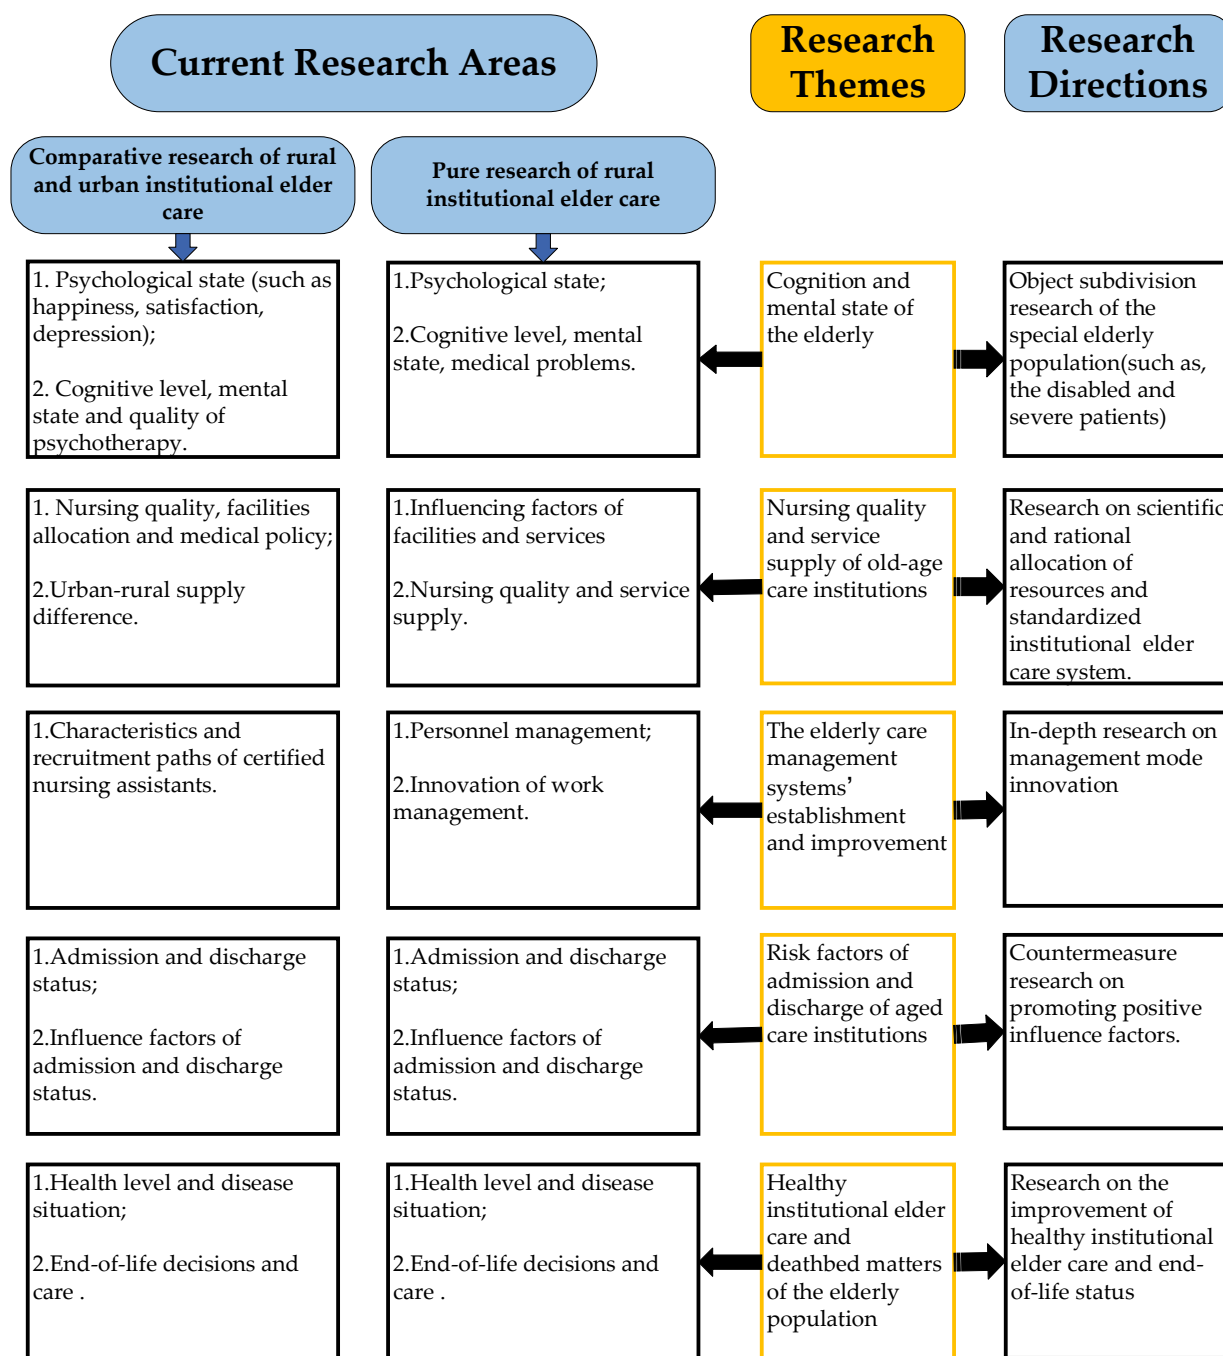 Current Research Areas
Research
Themes
Research
Directions
Comparative research of rural
and urban institutional elder
care
Pure research of rural
institutional elder care
1. Psychological state (such as
happiness, satisfaction,
depression);
2. Cognitive level, mental
state and quality of
psychotherapy.
1.Psychological state;
2.Cognitive level, mental
state, medical problems.
Cognition and
mental state of
the elderly
Object subdivision
research of the
special elderly
population(such as,
the disabled and
severe patients)
1. Nursing quality, facilities
allocation and medical policy;
2.Urban-rural supply
difference.
1.Influencing factors of
facilities and services
2.Nursing quality and service
supply.
Nursing quality
and service
supply of old-age
care institutions
Research on scientific
and rational
allocation of
resources and
standardized
institutional elder
care system.
1.Characteristics and
recruitment paths of certified
nursing assistants.
1.Personnel management;
2.Innovation of work
management.
The elderly care
management
systems’
establishment
and improvement
In-depth research on
management mode
innovation
1.Admission and discharge
status;
2.Influence factors of
admission and discharge
status.
1.Admission and discharge
status;
2.Influence factors of
admission and discharge
status.
Risk factors of
admission and
discharge of aged
care institutions
Countermeasure
research on
promoting positive
influence factors.
1.Health level and disease
situation;
2.End-of-life decisions and
care .
1.Health level and disease
situation;
2.End-of-life decisions and
care .
Healthy
institutional elder
care and
deathbed matters
of the elderly
population
Research on the
improvement of
healthy institutional
elder care and end-
of-life status